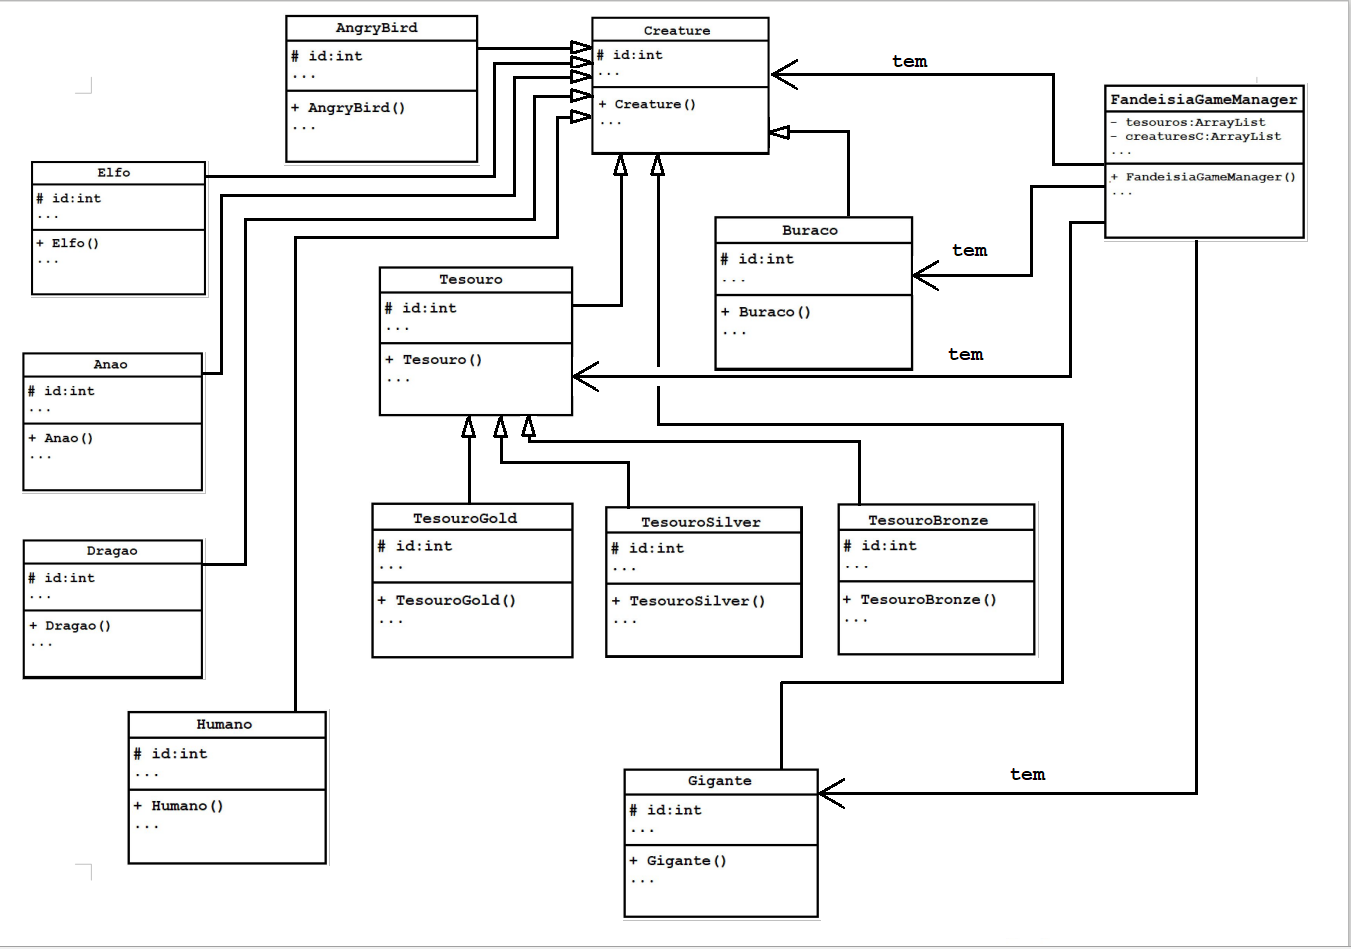 AngryBird
# id:int
...
+ AngryBird()
...
Creature
# id:int
...
+ Creature()
...
tem
FandeisiaGameManager
- tesouros:ArrayList
- creaturesC:ArrayList
...
+ FandeisiaGameManager()
...
Elfo
# id:int
...
+ Elfo()
...
Buraco
# id:int
...
+ Buraco()
...
tem
Tesouro
# id:int
...
+ Tesouro()
...
tem
Anao
# id:int
...
+ Anao()
...
TesouroGold
# id:int
...
+ TesouroGold()
...
TesouroSilver
# id:int
...
+ TesouroSilver()
...
TesouroBronze
# id:int
...
+ TesouroBronze()
...
Dragao
# id:int
...
+ Dragao()
...
Humano
# id:int
...
+ Humano()
...
Gigante
# id:int
...
+ Gigante()
...
tem